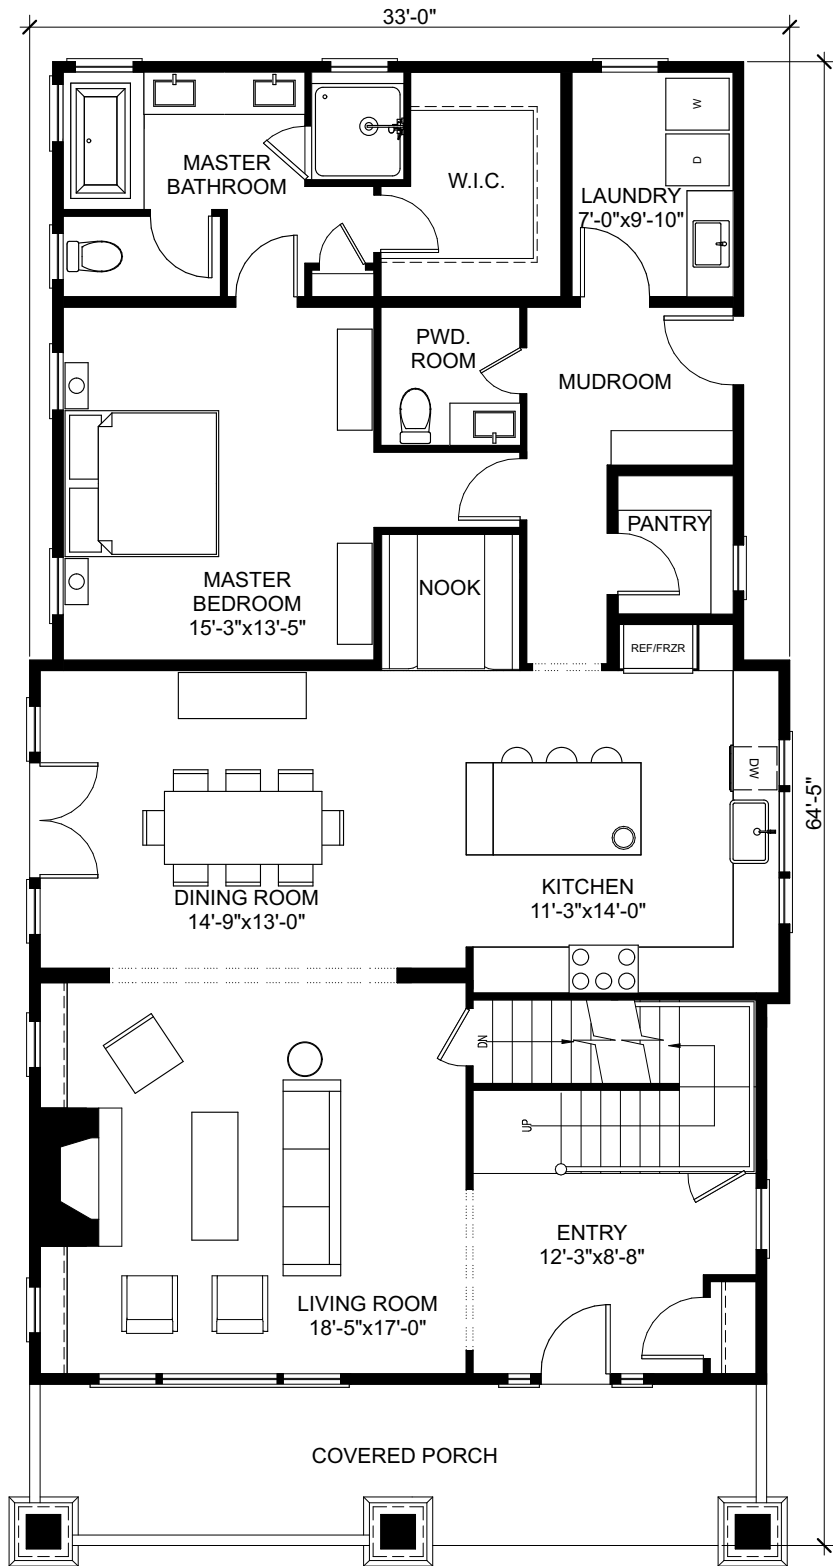 33'-0"
W
MASTER
BATHROOM
D
W.I.C.
LAUNDRY
7'-0"x9'-10"
PWD.
ROOM
MUDROOM
PANTRY
MASTER
BEDROOM
15'-3"x13'-5"
NOOK
REF/FRZR
DW
64'-5"
DINING ROOM
14'-9"x13'-0"
KITCHEN
11'-3"x14'-0"
DN
UP
ENTRY
12'-3"x8'-8"
LIVING ROOM
18'-5"x17'-0"
COVERED PORCH